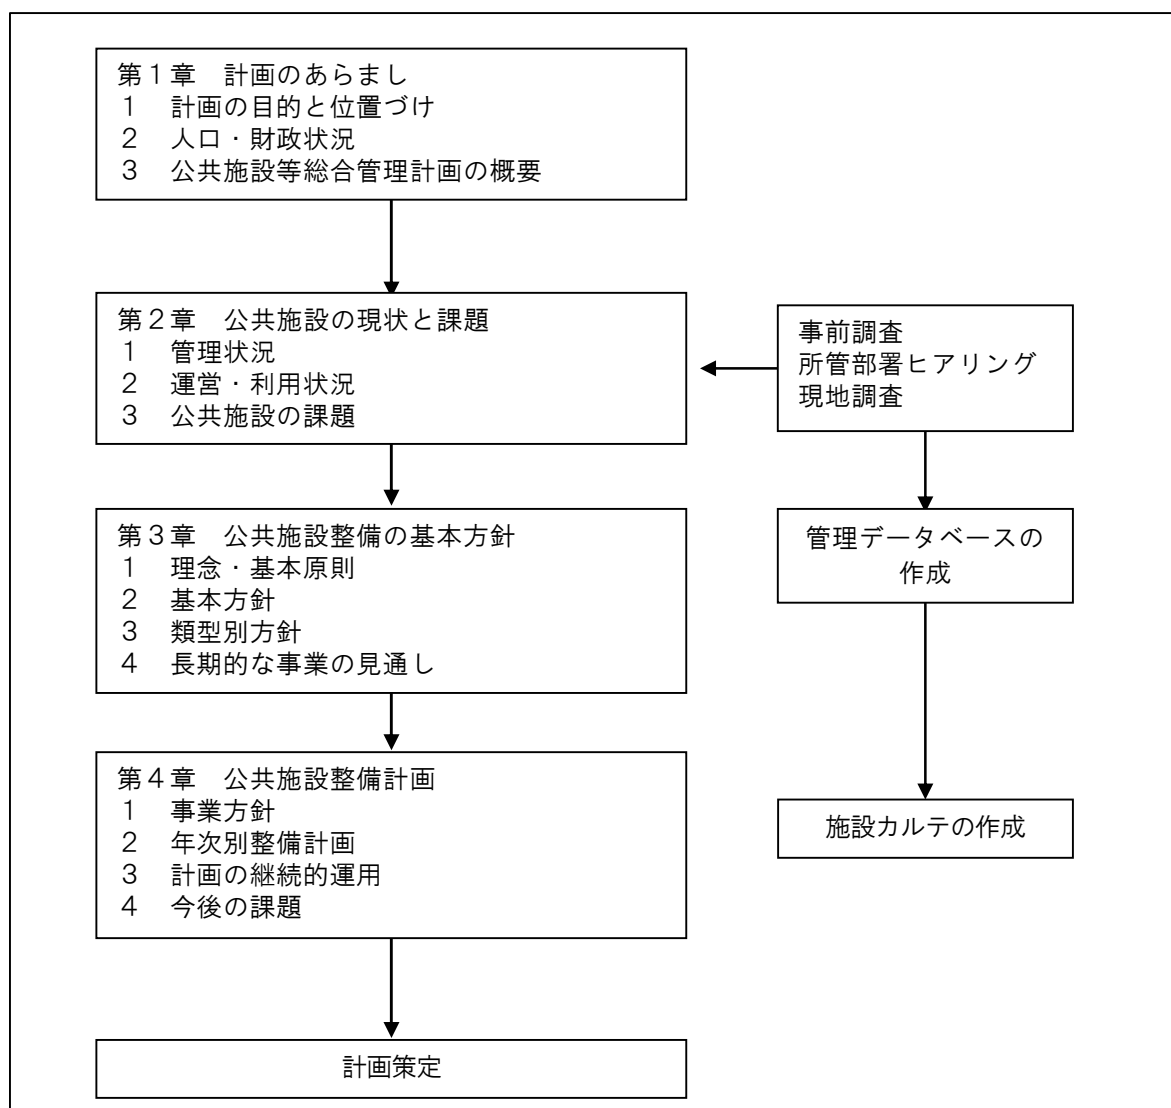 第１章　計画のあらまし
１　計画の目的と位置づけ
２　人口・財政状況
３　公共施設等総合管理計画の概要
第２章　公共施設の現状と課題
１　管理状況
２　運営・利用状況
３　公共施設の課題
事前調査
所管部署ヒアリング
現地調査
第３章　公共施設整備の基本方針
１　理念・基本原則
２　基本方針
３　類型別方針
４　長期的な事業の見通し
管理データベースの
作成
第４章　公共施設整備計画
１　事業方針
２　年次別整備計画
３　計画の継続的運用
４　今後の課題
施設カルテの作成
計画策定